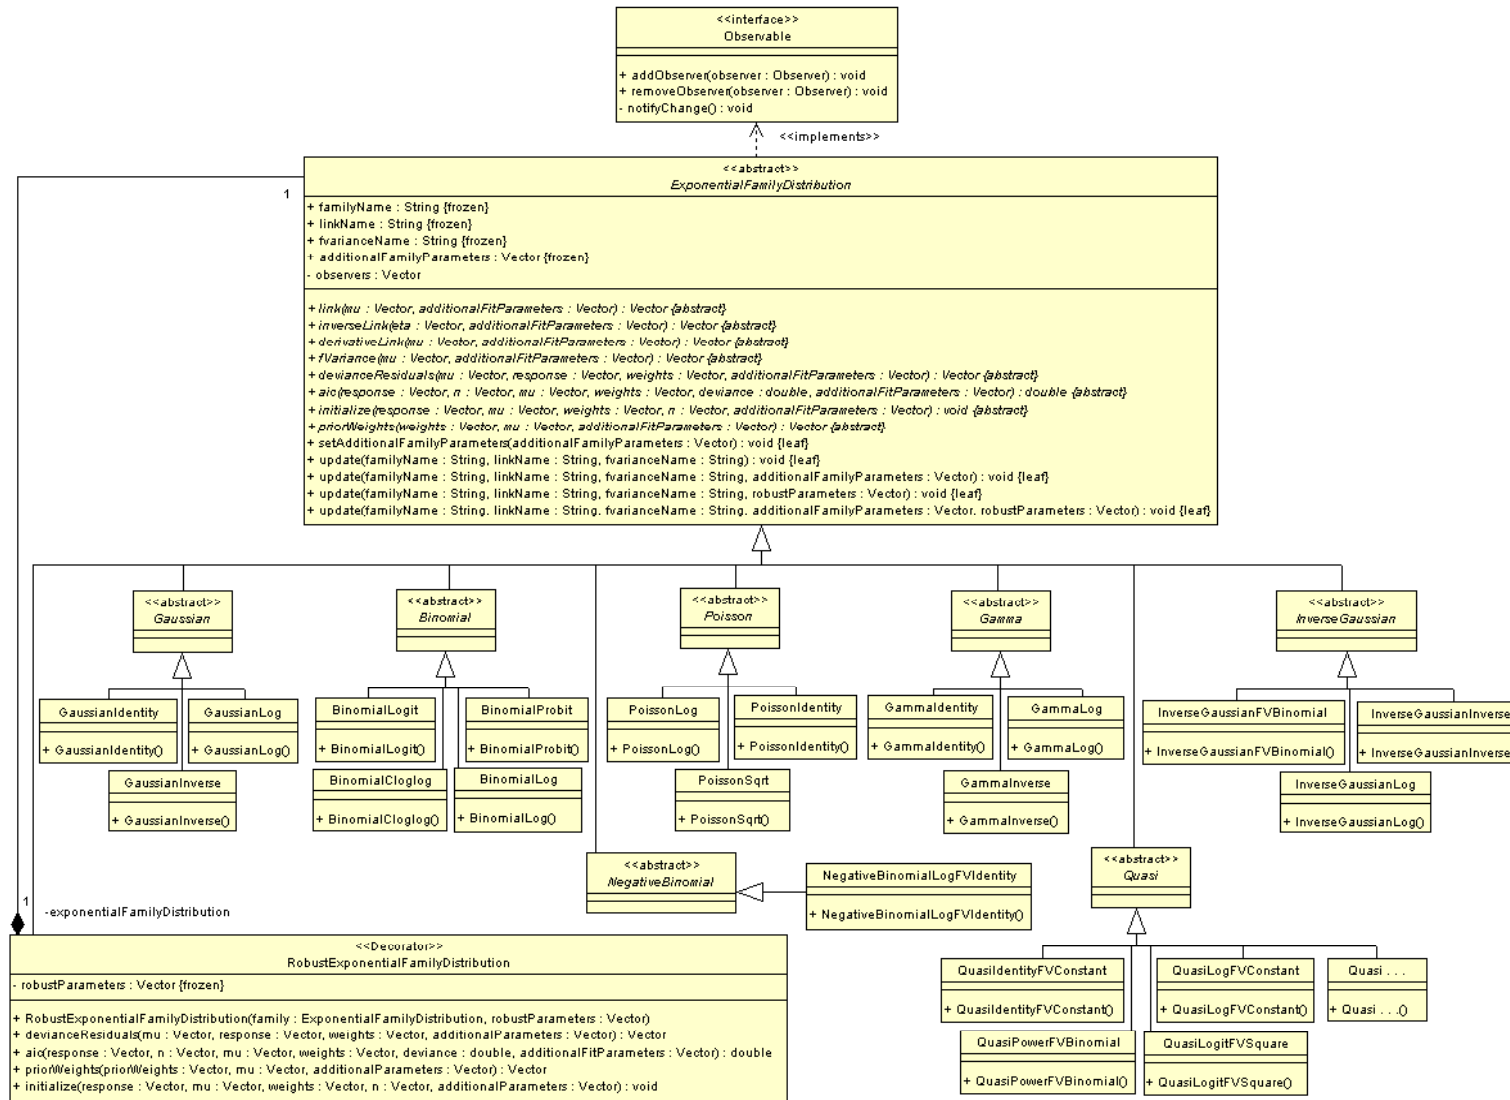 <<interface>>
Observable
+ addObserver(observer : Observer) : void
+ removeObserver(observer : Observer) : void
- notifyChange() : void
<<implements>>
<<abstract>>
ExponentialFamilyDistribution
1
+ familyName : String {frozen}
+ linkName : String {frozen}
+ fvarianceName : String {frozen}
+ additionalFamilyParameters : Vector {frozen}
- observers : Vector
+ link(mu : Vector, additionalFitParameters : Vector) : Vector {abstract}
+ inverseLink(eta : Vector, additionalFitParameters : Vector) : Vector {abstract}
+ derivativeLink(mu : Vector, additionalFitParameters : Vector) : Vector {abstract}
+ fVariance(mu : Vector, additionalFitParameters : Vector) : Vector {abstract}
+ devianceResiduals(mu : Vector, response : Vector, weights : Vector, additionalFitParameters : Vector) : Vector {abstract}
+ aic(response : Vector, n : Vector, mu : Vector, weights : Vector, deviance : double, additionalFitParameters : Vector) : double {abstract}
+ initialize(response : Vector, mu : Vector, weights : Vector, n : Vector, additionalFitParameters : Vector) : void {abstract}
+ priorWeights(weights : Vector, mu : Vector, additionalFitParameters : Vector) : Vector {abstract}
+ setAdditionalFamilyParameters(additionalFamilyParameters : Vector) : void {leaf}
+ update(familyName : String, linkName : String, fvarianceName : String) : void {leaf}
+ update(familyName : String, linkName : String, fvarianceName : String, additionalFamilyParameters : Vector) : void {leaf}
+ update(familyName : String, linkName : String, fvarianceName : String, robustParameters : Vector) : void {leaf}
+ update(familyName : String, linkName : String, fvarianceName : String, additionalFamilyParameters : Vector, robustParameters : Vector) : void {leaf}
<<abstract>>
Gaussian
<<abstract>>
Binomial
<<abstract>>
Poisson
<<abstract>>
Gamma
<<abstract>>
InverseGaussian
GaussianIdentity
+ GaussianIdentity()
GaussianLog
+ GaussianLog()
GaussianInverse
+ GaussianInverse()
BinomialLogit
+ BinomialLogit()
BinomialProbit
+ BinomialProbit()
BinomialCloglog
+ BinomialCloglog()
BinomialLog
+ BinomialLog()
PoissonLog
+ PoissonLog()
PoissonIdentity
+ PoissonIdentity()
PoissonSqrt
+ PoissonSqrt()
GammaIdentity
+ GammaIdentity()
GammaLog
+ GammaLog()
GammaInverse
+ GammaInverse()
InverseGaussianFVBinomial
+ InverseGaussianFVBinomial()
InverseGaussianInverse
+ InverseGaussianInverse
InverseGaussianLog
+ InverseGaussianLog()
<<abstract>>
NegativeBinomial
NegativeBinomialLogFVIdentity
+ NegativeBinomialLogFVIdentity()
<<abstract>>
Quasi
QuasiIdentityFVConstant
+ QuasiIdentityFVConstant()
QuasiLogFVConstant
+ QuasiLogFVConstant()
Quasi . . .
+ Quasi . . .()
QuasiPowerFVBinomial
+ QuasiPowerFVBinomial()
QuasiLogitFVSquare
+ QuasiLogitFVSquare()
1
-exponentialFamilyDistribution
<<Decorator>>
RobustExponentialFamilyDistribution
- robustParameters : Vector {frozen}
+ RobustExponentialFamilyDistribution(family : ExponentialFamilyDistribution, robustParameters : Vector)
+ devianceResiduals(mu : Vector, response : Vector, weights : Vector, additionalParameters : Vector) : Vector
+ aic(response : Vector, n : Vector, mu : Vector, weights : Vector, deviance : double, additionalFitParameters : Vector) : double
+ priorWeights(priorWeights : Vector, mu : Vector, additionalParameters : Vector) : Vector
+ initialize(response : Vector, mu : Vector, weights : Vector, n : Vector, additionalParameters : Vector) : void